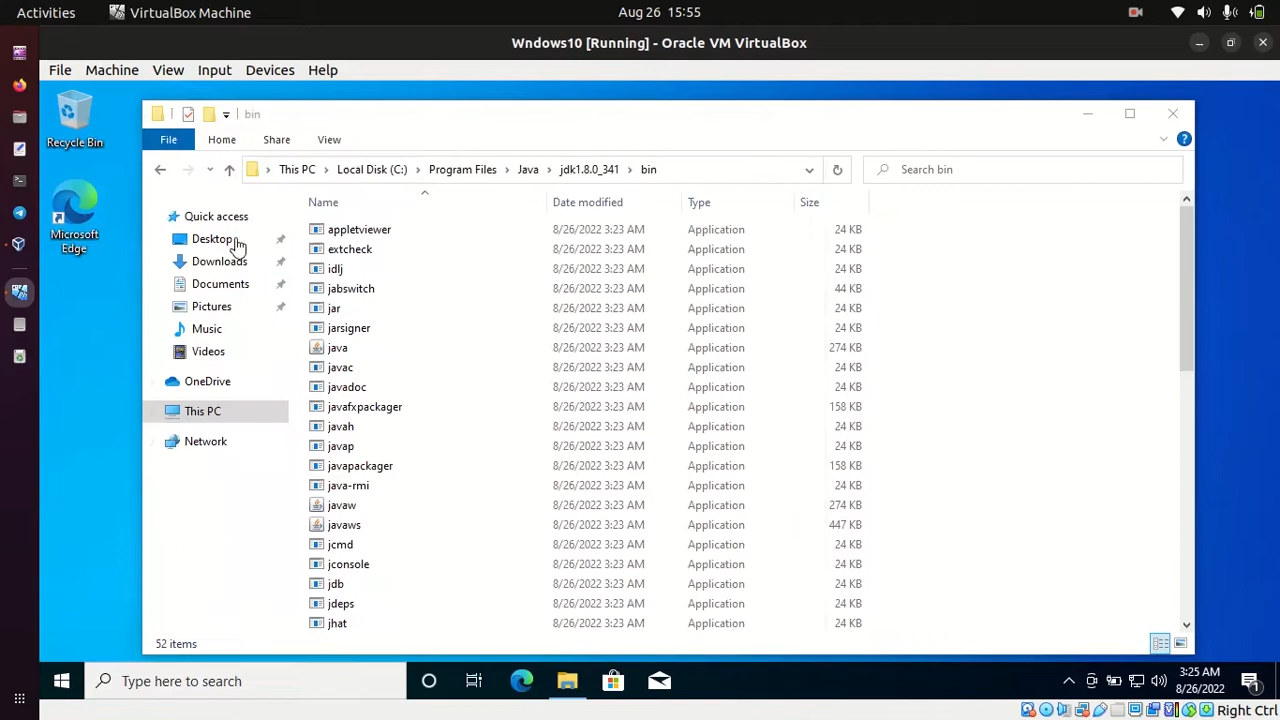 Activities VirtualBox Machine Aug 26 15:55
Wndows10 [Running] - Oracle VM VirtualBox
File Machine View Input Devices Help
Recycle Bin
Microsoft
Edge
bin
File Home Share View
This PC Local Disk (C:) Program Files Java jdk1.8.0_341 bin Search bin
Quick access
Desktop
Downloads
Documents
Pictures
Music
Videos
OneDrive
This PC
Network
Name Date modified Type Size
appletviewer 8/26/2022 3:23 AM Application 24 KB
extcheck 8/26/2022 3:23 AM Application 24 KB
idlj 8/26/2022 3:23 AM Application 24 KB
jabswitch 8/26/2022 3:23 AM Application 44 KB
jar 8/26/2022 3:23 AM Application 24 KB
jarsigner 8/26/2022 3:23 AM Application 24 KB
java 8/26/2022 3:23 AM Application 274 KB
javac 8/26/2022 3:23 AM Application 24 KB
javadoc 8/26/2022 3:23 AM Application 24 KB
javafxpackager 8/26/2022 3:23 AM Application 158 KB
javah 8/26/2022 3:23 AM Application 24 KB
javap 8/26/2022 3:23 AM Application 24 KB
javapackager 8/26/2022 3:23 AM Application 158 KB
java-rmi 8/26/2022 3:23 AM Application 24 KB
javaw 8/26/2022 3:23 AM Application 274 KB
javaws 8/26/2022 3:23 AM Application 447 KB
jcmd 8/26/2022 3:23 AM Application 24 KB
jconsole 8/26/2022 3:23 AM Application 24 KB
jdb 8/26/2022 3:23 AM Application 24 KB
jdeps 8/26/2022 3:23 AM Application 24 KB
jhat 8/26/2022 3:23 AM Application 24 KB
52 items
Type here to search
3:25 AM
8/26/2022
1
Right Ctrl